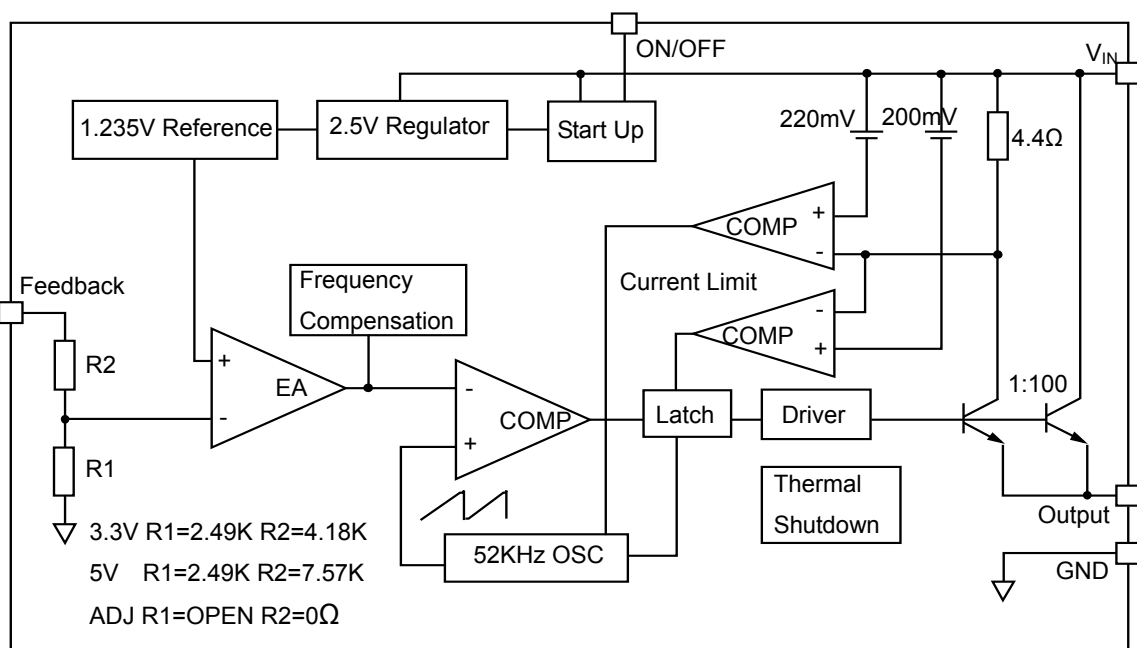 ON/OFF
VIN
1.235V Reference
2.5V Regulator
Start Up
220mV
200mV
4.4Ω
+
COMP
-
Feedback
Frequency
Compensation
Current Limit
-
COMP
+
R2
+
EA
-
-
COMP
+
1:100
Latch
Driver
R1
Thermal
Shutdown
Output
3.3V R1=2.49K R2=4.18K
52KHz OSC
GND
5V R1=2.49K R2=7.57K
ADJ R1=OPEN R2=0Ω